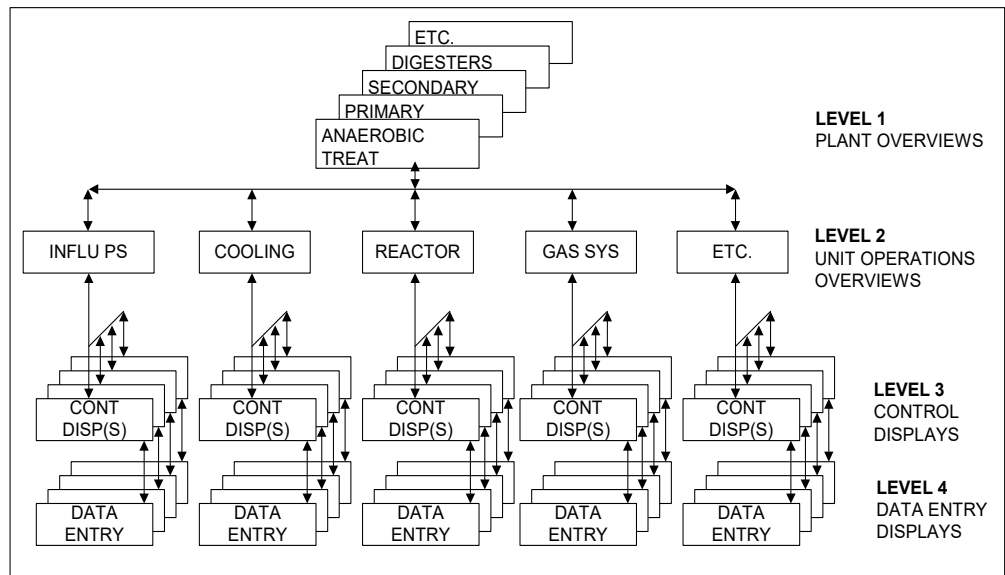 ETC.
DIGESTERS
SECONDARY
PRIMARY
ANAEROBIC
TREAT
LEVEL 1
PLANT OVERVIEWS
INFLU PS
COOLING
REACTOR
GAS SYS
ETC.
LEVEL 2
UNIT OPERATIONS
OVERVIEWS
CONT
DISP(S)
CONT
DISP(S)
CONT
DISP(S)
CONT
DISP(S)
CONT
DISP(S)
LEVEL 3
CONTROL
DISPLAYS
DATA
ENTRY
DATA
ENTRY
DATA
ENTRY
DATA
ENTRY
DATA
ENTRY
LEVEL 4
DATA ENTRY
DISPLAYS